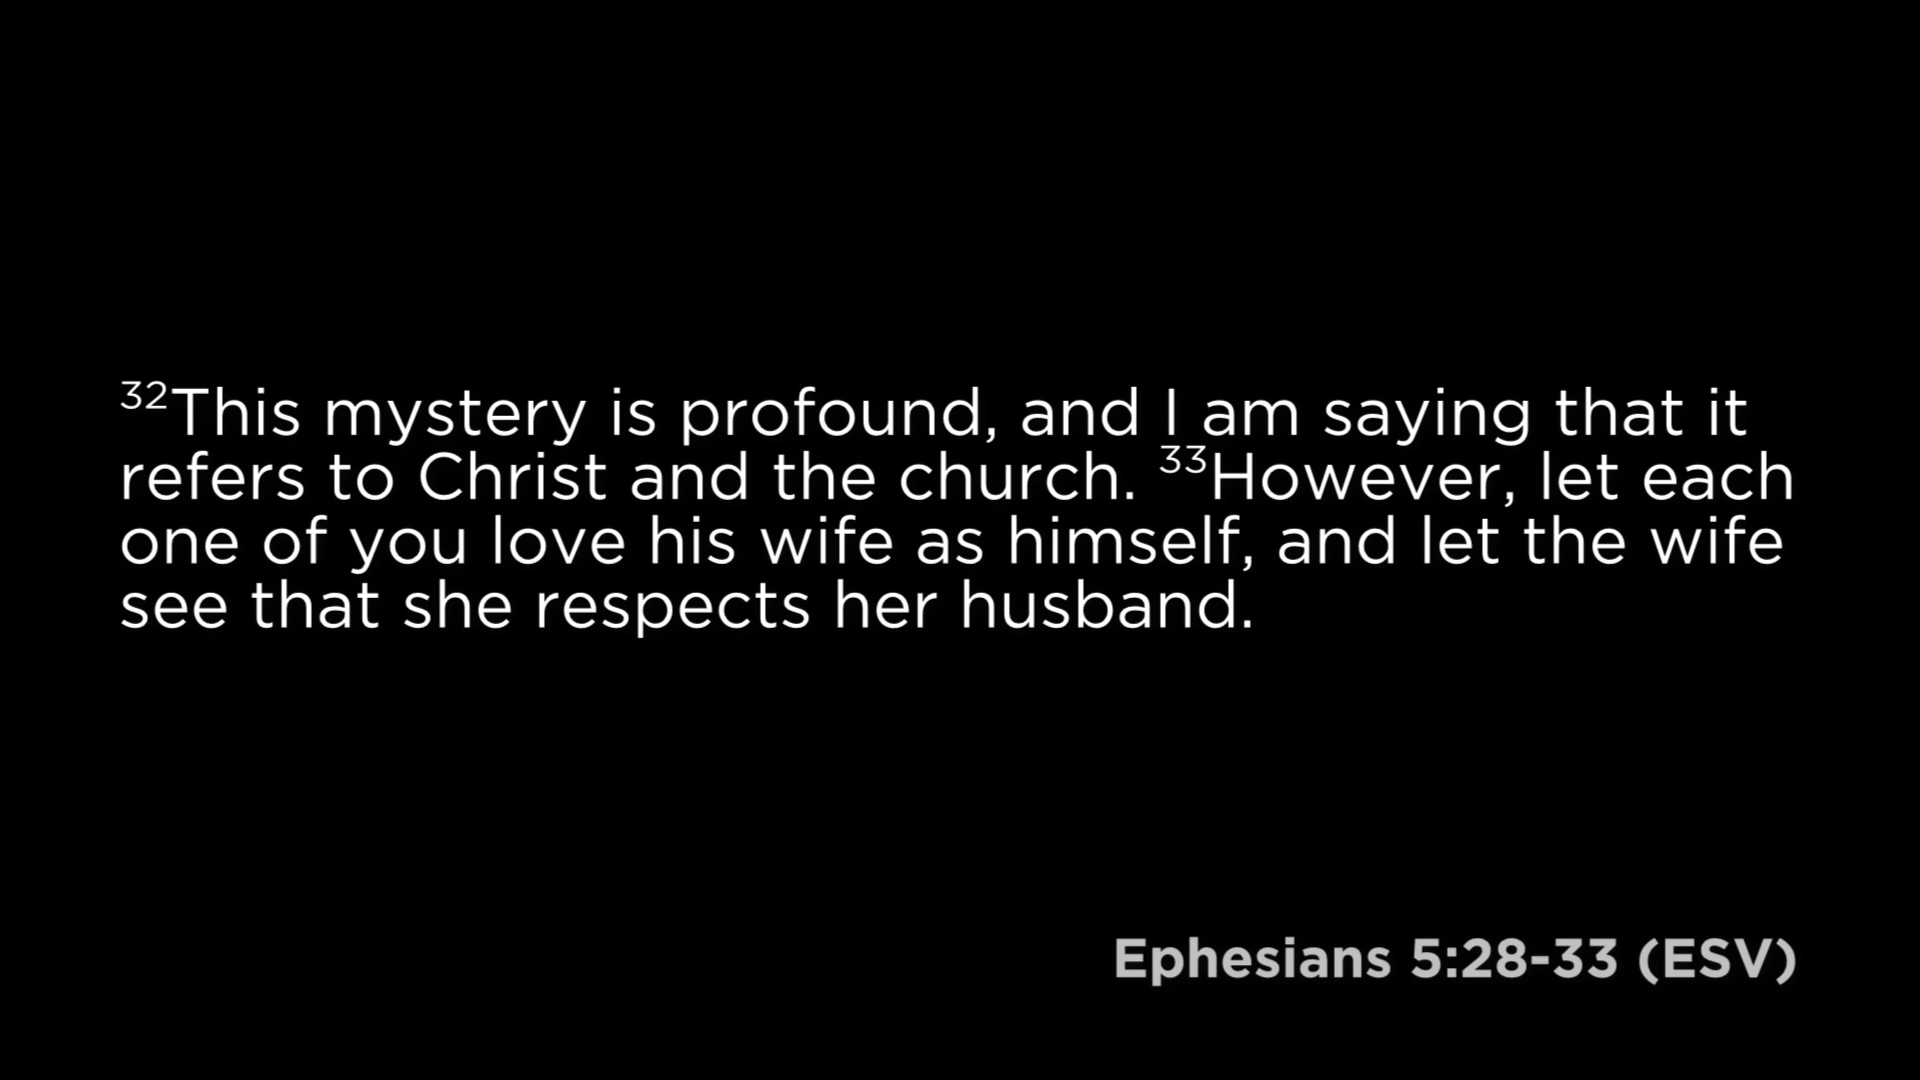 32This mystery is profound, and I am saying that it
refers to Christ and the church. 33However, let each
one of you love his wife as himself, and let the wife
see that she respects her husband.
Ephesians 5:28-33 (ESV)